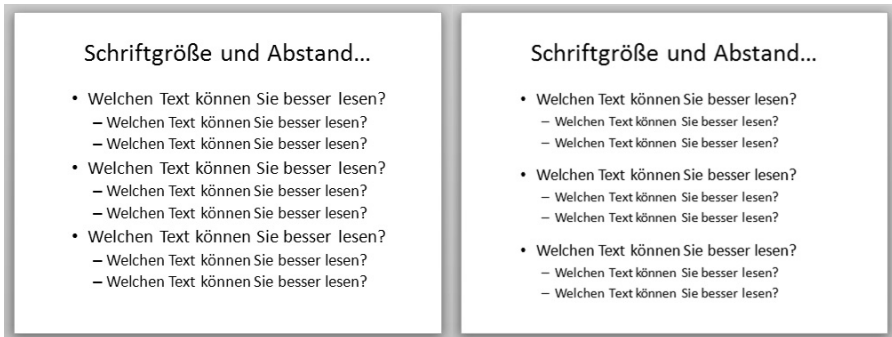 Schriftgröße und Abstand...
• Welchen Text können Sie besser lesen?
– Welchen Text können Sie besser lesen?
– Welchen Text können Sie besser lesen?
• Welchen Text können Sie besser lesen?
– Welchen Text können Sie besser lesen?
– Welchen Text können Sie besser lesen?
• Welchen Text können Sie besser lesen?
– Welchen Text können Sie besser lesen?
– Welchen Text können Sie besser lesen?
Schriftgröße und Abstand...
• Welchen Text können Sie besser lesen?
– Welchen Text können Sie besser lesen?
– Welchen Text können Sie besser lesen?
• Welchen Text können Sie besser lesen?
– Welchen Text können Sie besser lesen?
– Welchen Text können Sie besser lesen?
• Welchen Text können Sie besser lesen?
– Welchen Text können Sie besser lesen?
– Welchen Text können Sie besser lesen?